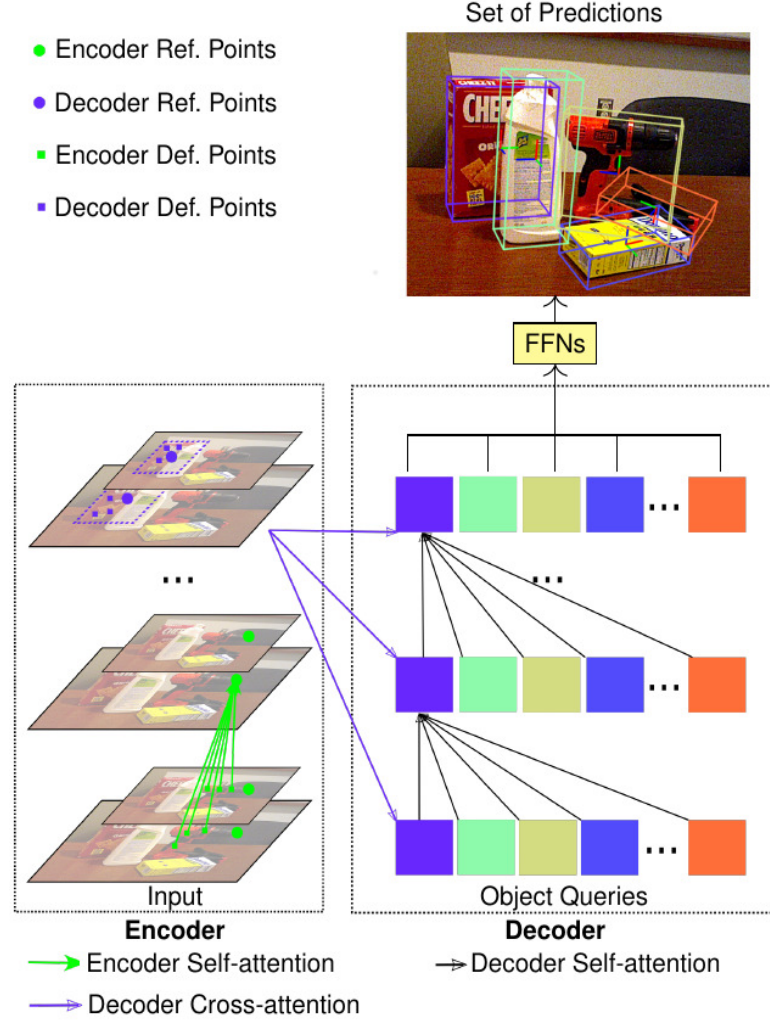 Set of Predictions
Encoder Ref. Points
Decoder Ref. Points
Encoder Def. Points
Decoder Def. Points
CHEE
FFNs
...
...
...
...
...
Input
Object Queries
Encoder
Decoder
Encoder Self-attention
Decoder Self-attention
Decoder Cross-attention